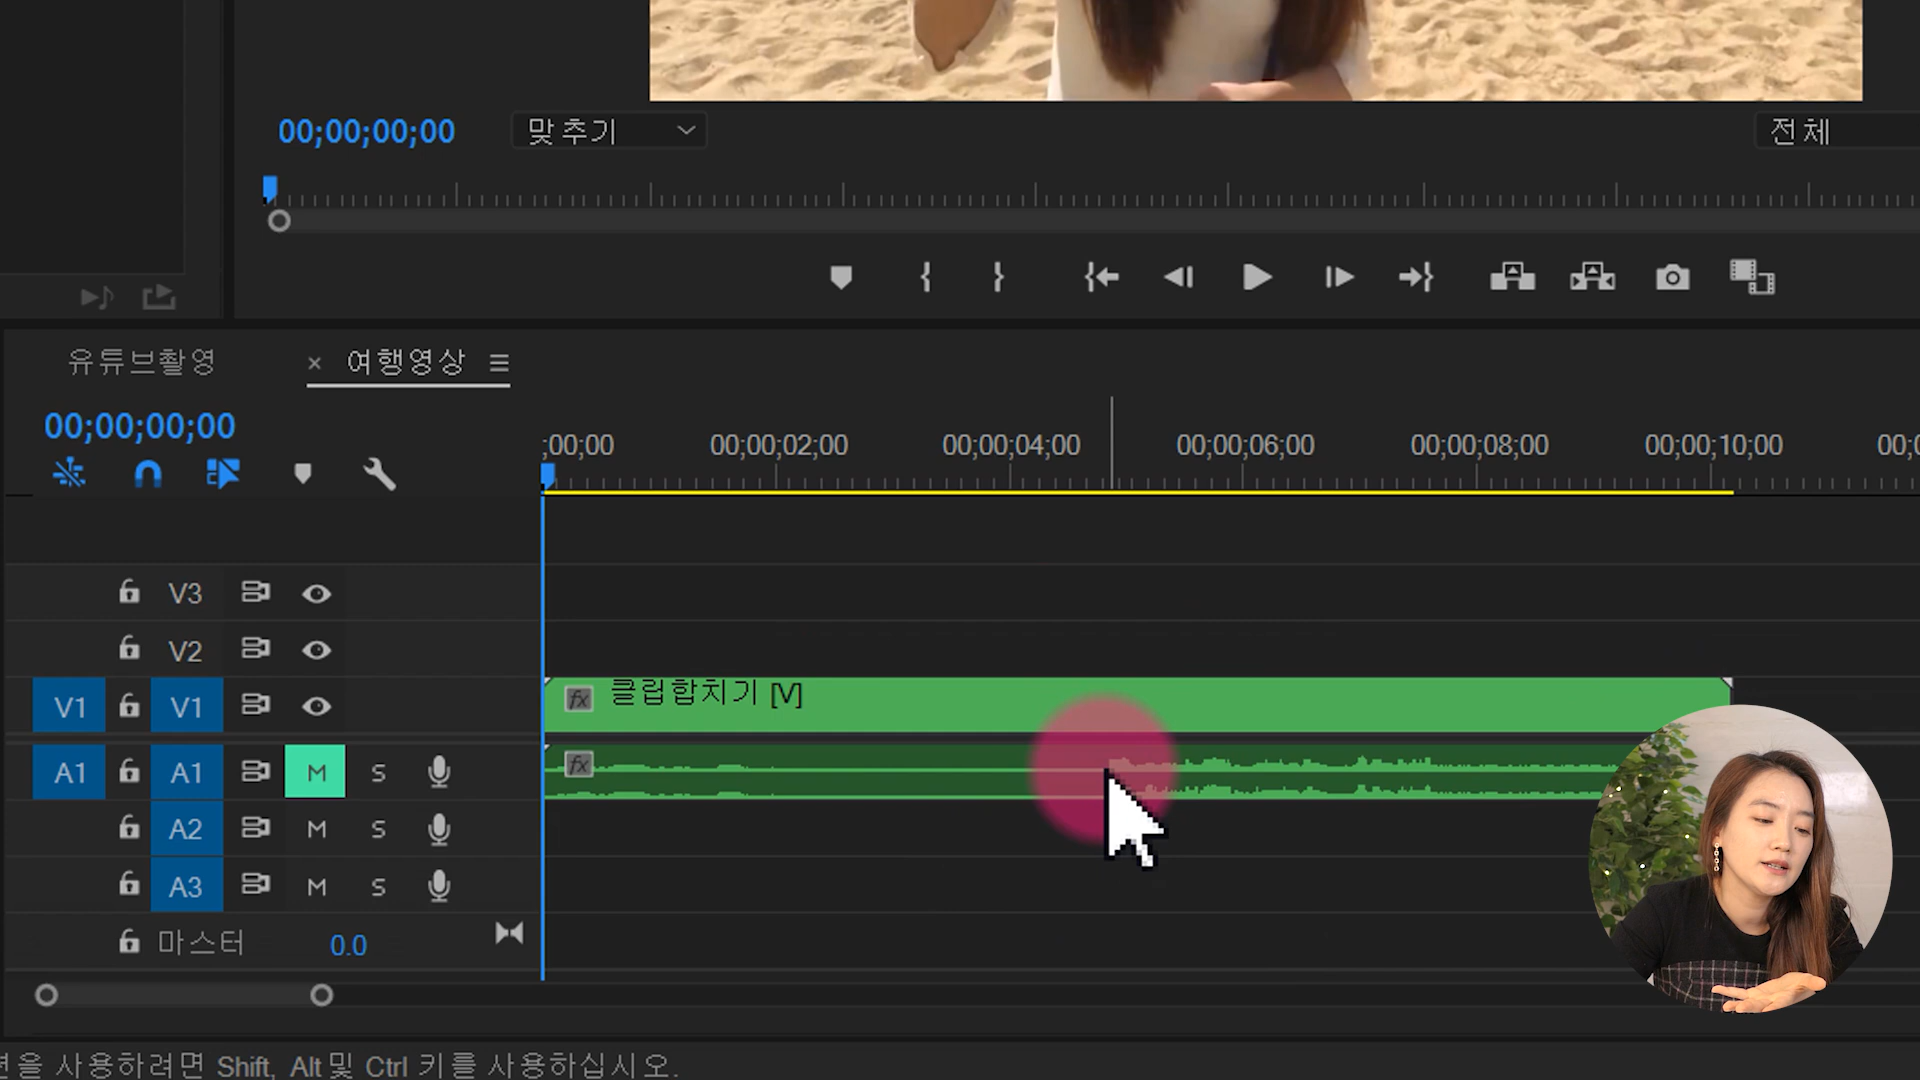 00;00;00;00
맞추기
전체
유튜브촬영
× 여행영상
00;00;00;00
;00;00
00;00;02;00
00;00;04;00
00;00;06;00
00;00;08;00
00;00;10;00
V3
V2
V1 V1
fx 클립합치기 [V]
A1 A1 M S
fx
A2 M S
A3 M S
마스터 0.0
사용하려면 Shift, Alt 및 Ctrl 키를 사용하십시오.